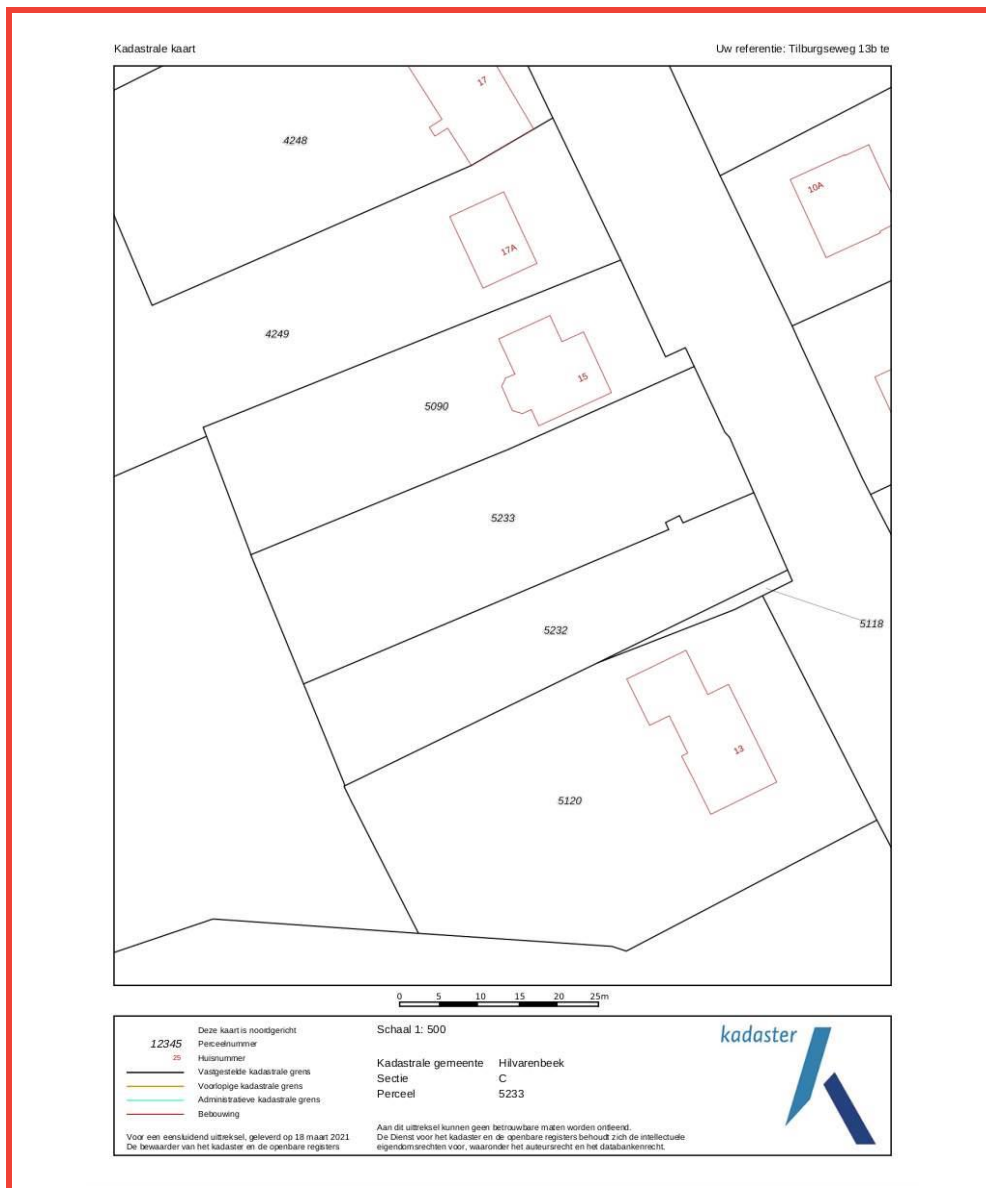 Kadastrale kaart
Uw referentie: Tilburgseweg 13b te
17
4248
10A
17A
4249
15
5090
5233
5118
5232
13
5120
0 5 10 15 20 25m
Deze kaart is noordgericht
12345 Perceelnummer
25 Huisnummer
Vastgestelde kadastrale grens
Voorlopige kadastrale grens
Administratieve kadastrale grens
Bebouwing
Voor een eensluidend uittreksel, geleverd op 18 maart 2021
De bewaarder van het kadaster en de openbare registers
Schaal 1: 500
Kadastrale gemeente Hilvarenbeek
Sectie C
Perceel 5233
Aan dit uittreksel kunnen geen betrouwbare maten worden ontleend.
De Dienst voor het kadaster en de openbare registers behoudt zich de intellectuele
eigendomsrechten voor, waaronder het auteursrecht en het databankenrecht.
kadaster